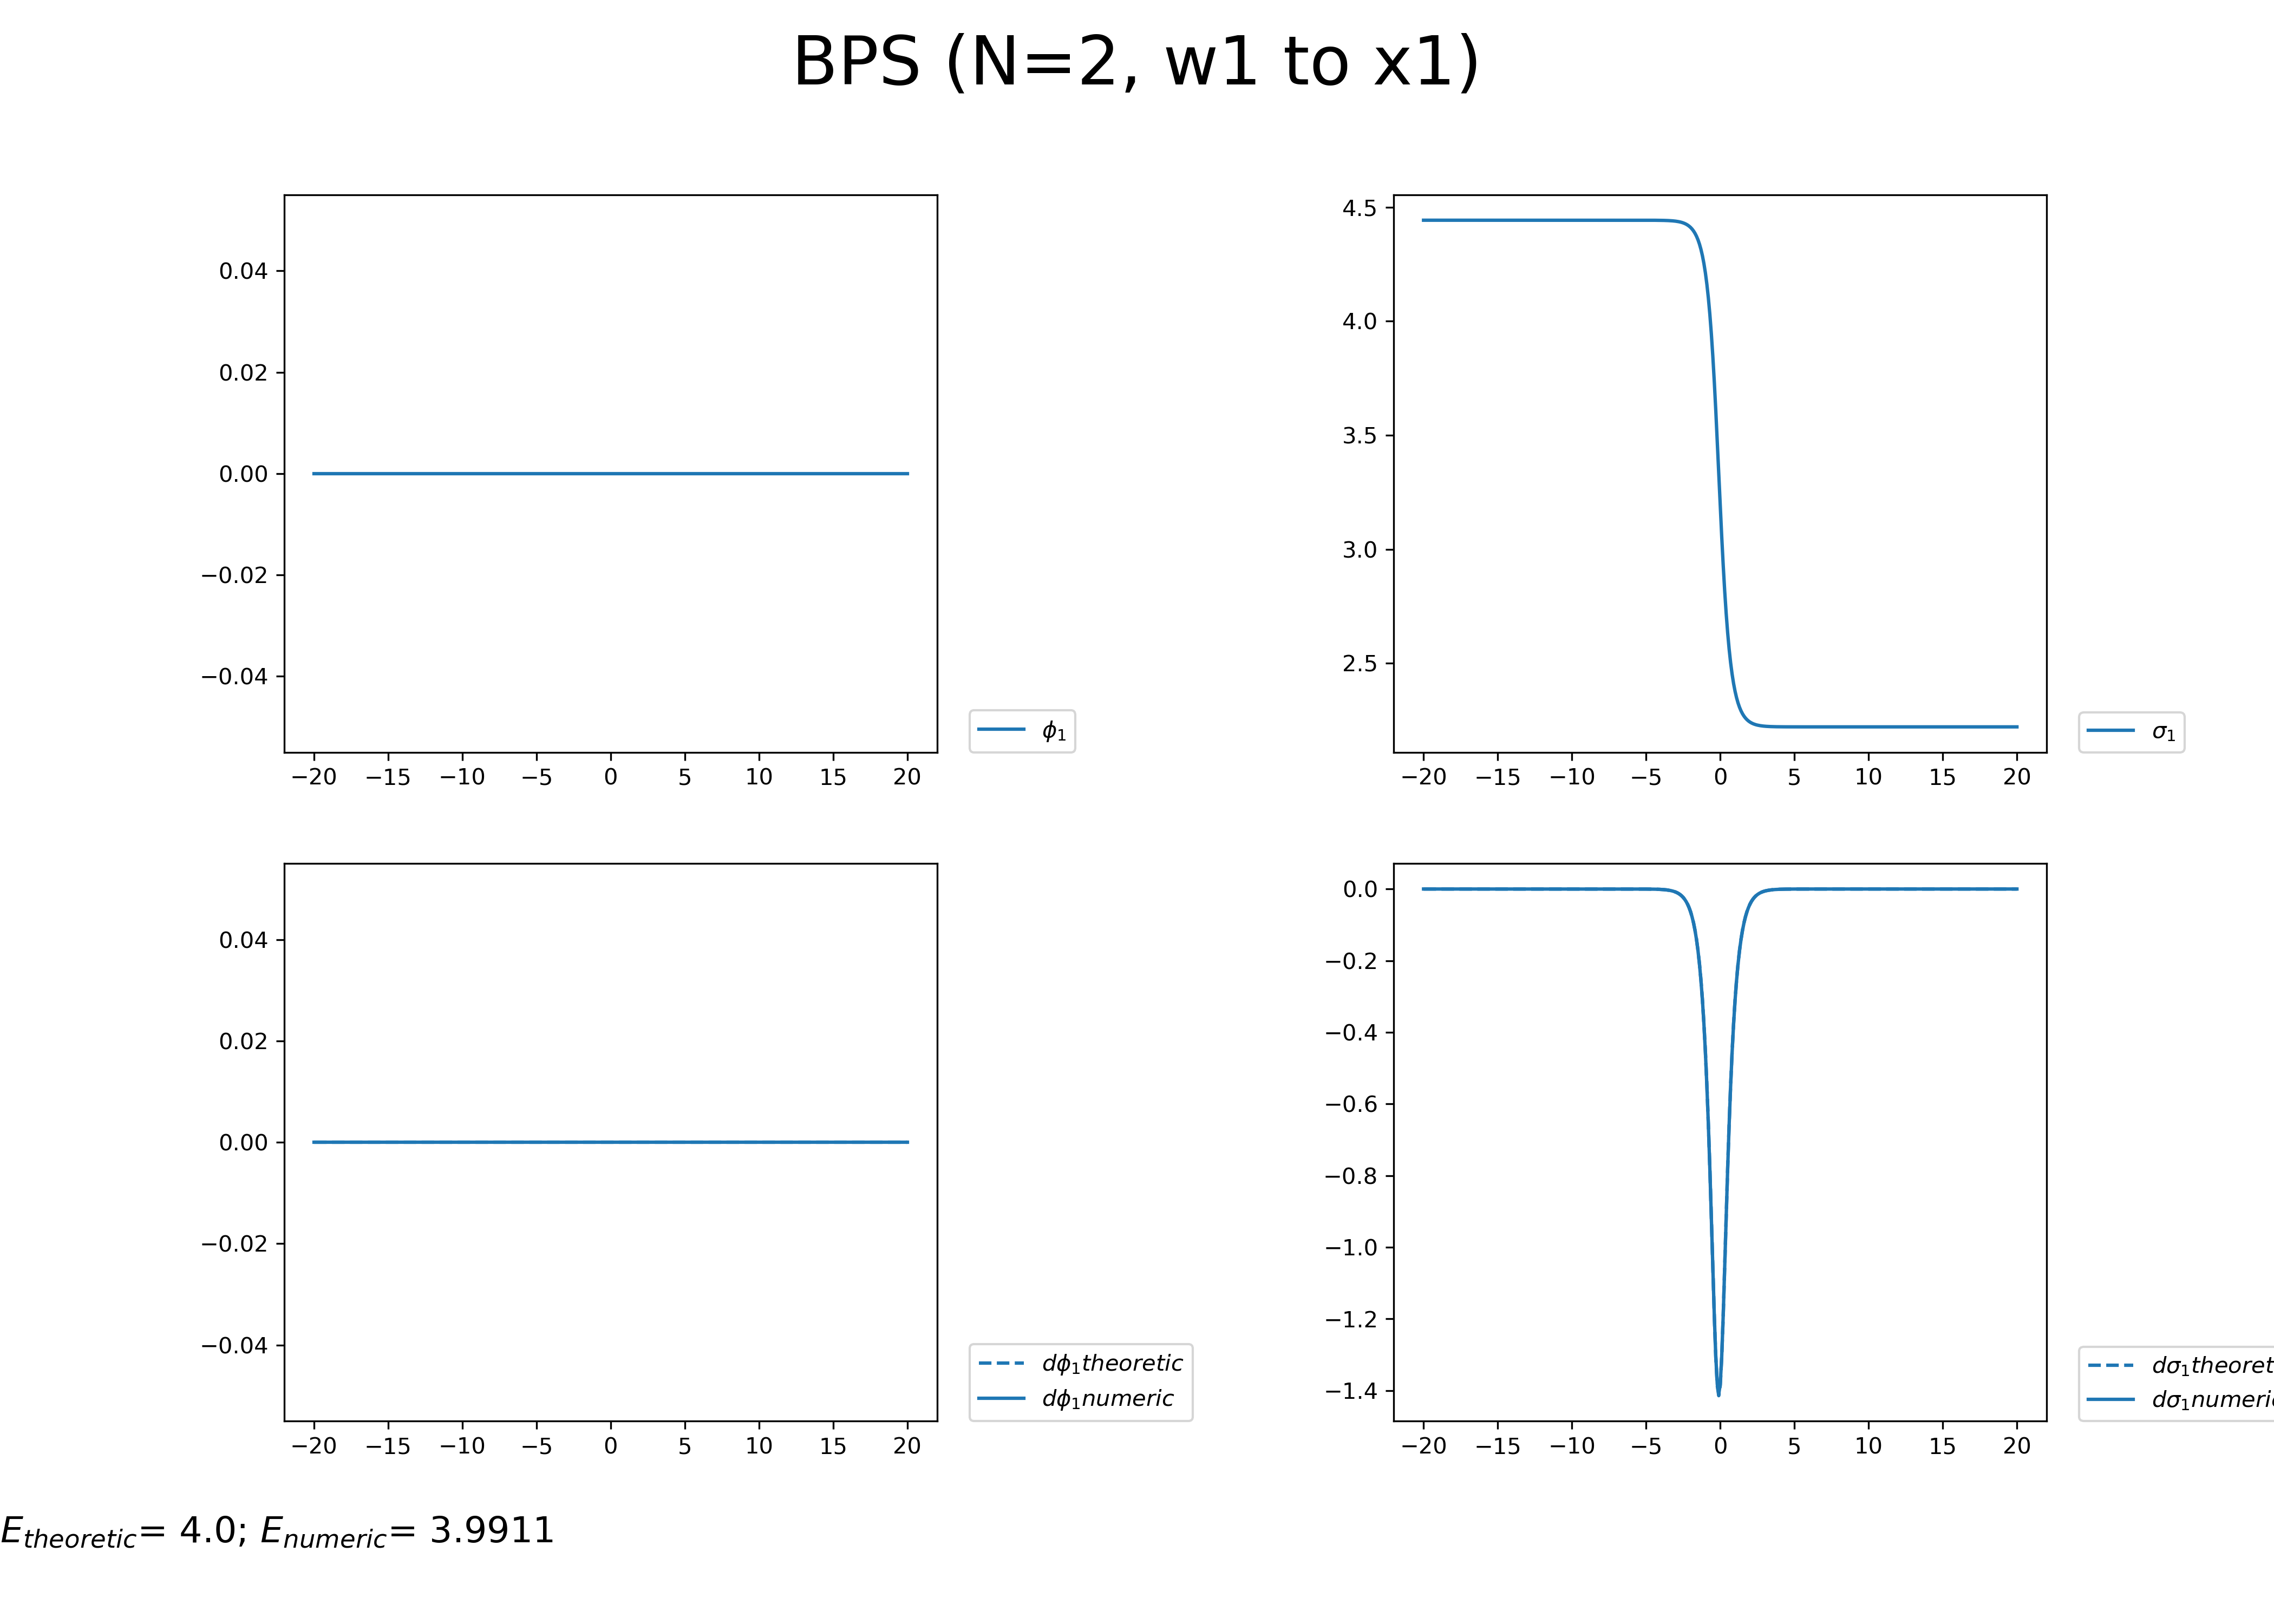 BPS (N=2, w1 to x1)
0.04
0.02
0.00
−0.02
−0.04
−20 −15 −10 −5 0 5 10 15 20
ϕ₁
4.5
4.0
3.5
3.0
2.5
−20 −15 −10 −5 0 5 10 15 20
σ₁
0.04
0.02
0.00
−0.02
−0.04
−20 −15 −10 −5 0 5 10 15 20
dϕ₁theoretic
dϕ₁numeric
0.0
−0.2
−0.4
−0.6
−0.8
−1.0
−1.2
−1.4
−20 −15 −10 −5 0 5 10 15 20
dσ₁theoret
dσ₁numeri
E_theoretic= 4.0; E_numeric= 3.9911